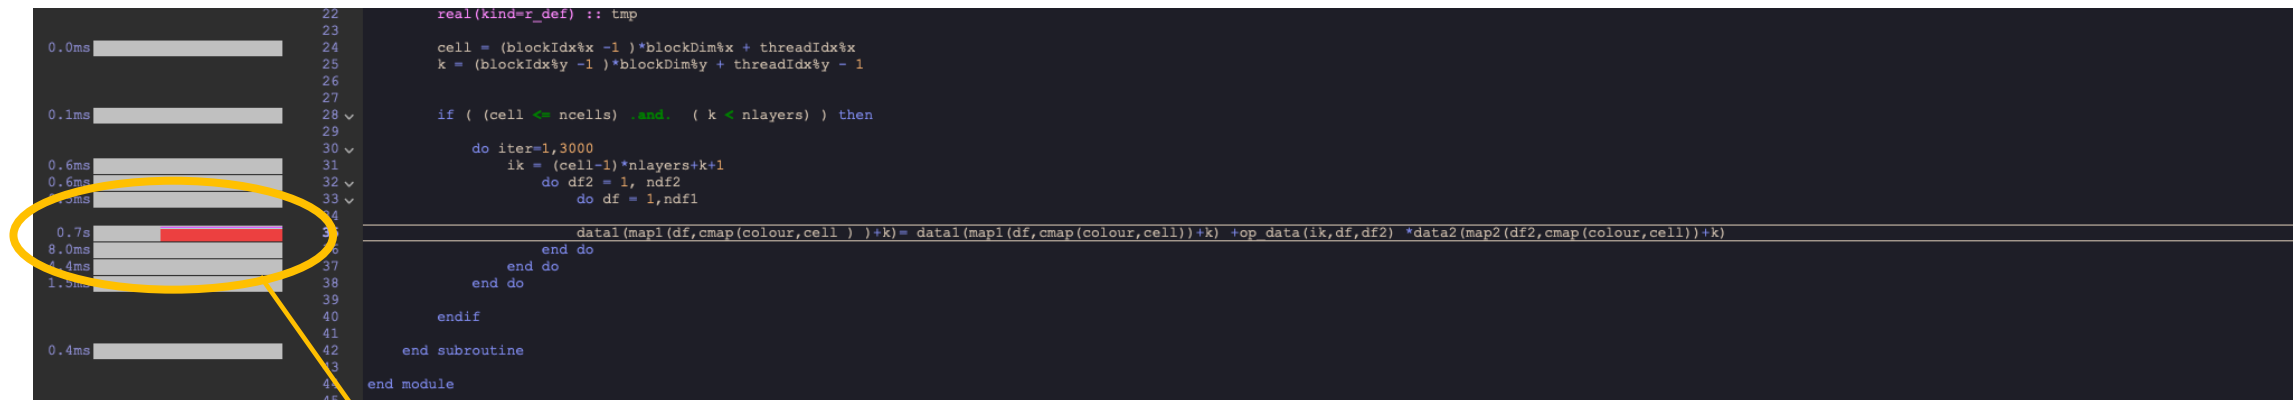 22 real(kind=r_def) :: tmp
23
0.0ms 24 cell = (blockIdx%x -1 )*blockDim%x + threadIdx%x
25 k = (blockIdx%y -1 )*blockDim%y + threadIdx%y - 1
26
27
0.1ms 28 if ( (cell <= ncells) .and. ( k < nlayers) ) then
29
30 do iter=1,3000
0.6ms 31 ik = (cell-1)*nlayers+k+1
0.6ms 32 do df2 = 1, ndf2
33 do df = 1,ndf1
0.7s data1(map1(df,cmap(colour,cell ) )+k)= data1(map1(df,cmap(colour,cell))+k) +op_data(ik,df,df2) *data2(map2(df2,cmap(colour,cell))+k)
8.0ms end do
37 end do
1.5ms 38 end do
39
40 endif
41
0.4ms 42 end subroutine
end module